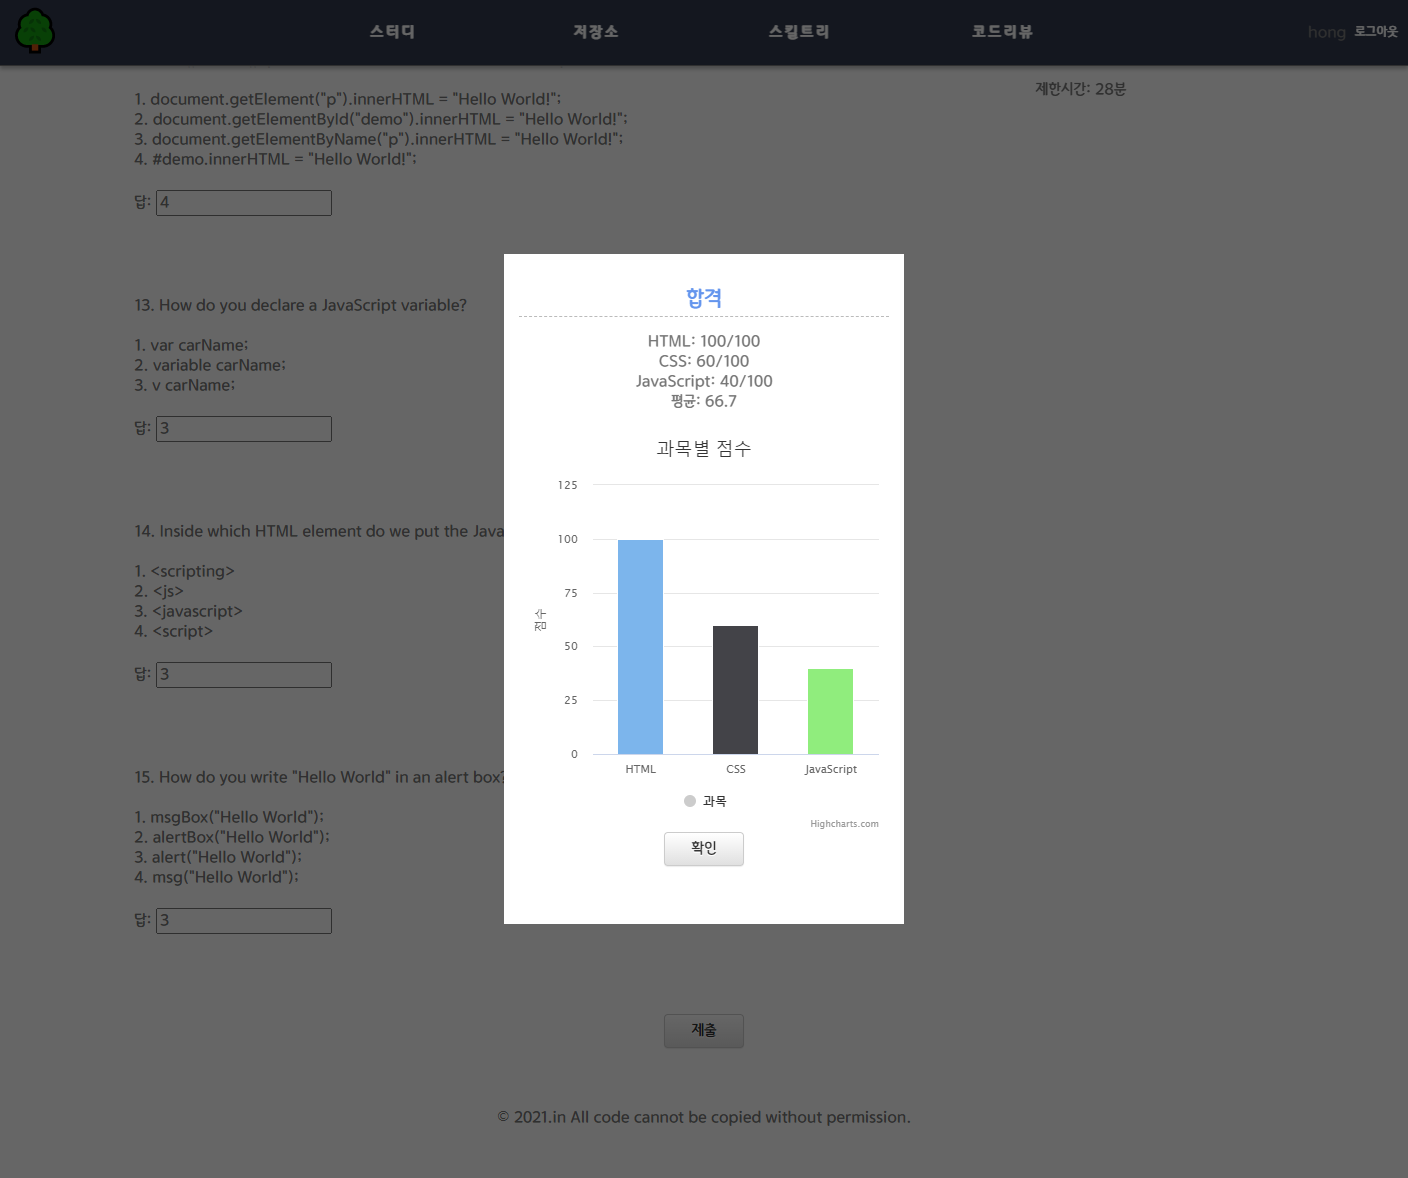 스터디 저장소 스킬트리 코드리뷰 hong 로그아웃
제한시간: 28분
1. document.getElement("p").innerHTML = "Hello World!";
2. document.getElementById("demo").innerHTML = "Hello World!";
3. document.getElementByName("p").innerHTML = "Hello World!";
4. #demo.innerHTML = "Hello World!";
답: 4
13. How do you declare a JavaScript variable?
1. var carName;
2. variable carName;
3. v carName;
답: 3
14. Inside which HTML element do we put the Java
1. <scripting>
2. <js>
3. <javascript>
4. <script>
답: 3
15. How do you write "Hello World" in an alert box?
1. msgBox("Hello World");
2. alertBox("Hello World");
3. alert("Hello World");
4. msg("Hello World");
답: 3
합격
HTML: 100/100
CSS: 60/100
JavaScript: 40/100
평균: 66.7
과목별 점수
점수
125
100
75
50
25
0
HTML CSS JavaScript
과목
Highcharts.com
확인
제출
© 2021.in All code cannot be copied without permission.